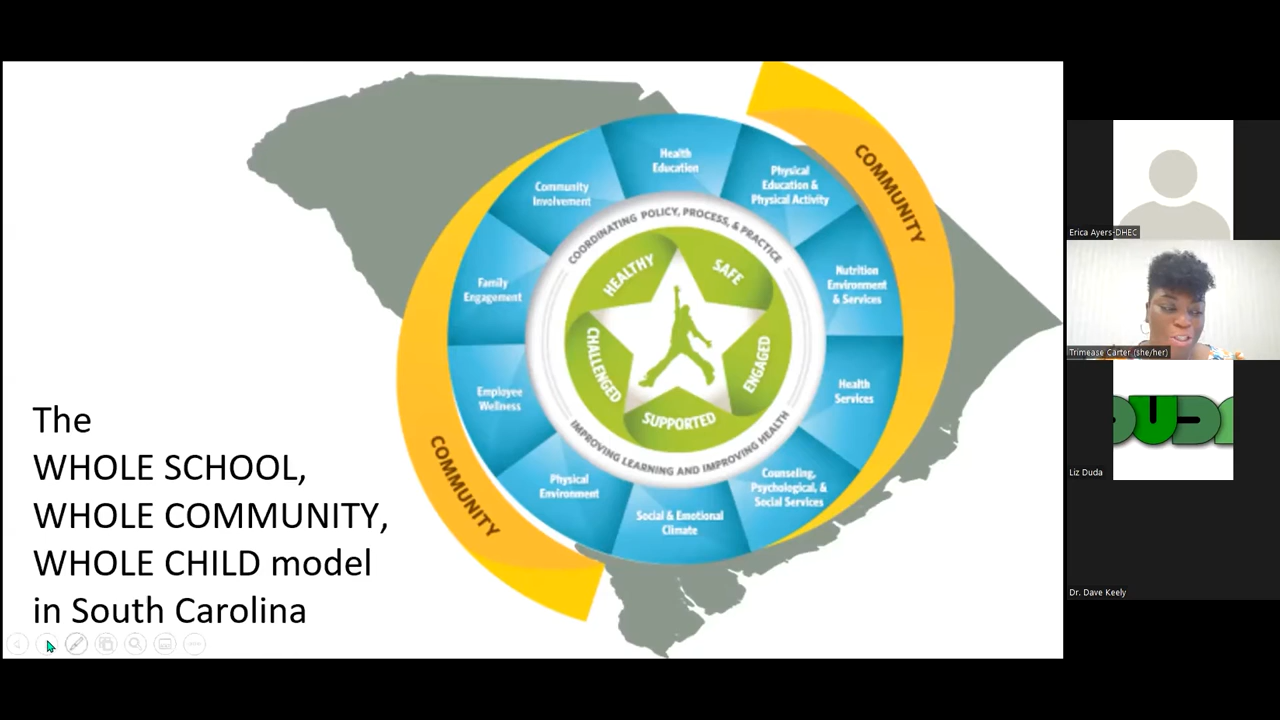 The
WHOLE SCHOOL,
WHOLE COMMUNITY,
WHOLE CHILD model
in South Carolina
COMMUNITY
COMMUNITY
Health
Education
Physical
Education &
Physical Activity
Nutrition
Environment
& Services
Health
Services
Counseling,
Psychological, &
Social Services
Social & Emotional
Climate
Physical
Environment
Employee
Wellness
Family
Engagement
Community
Involvement
COORDINATING POLICY, PROCESS, & PRACTICE
IMPROVING LEARNING AND IMPROVING HEALTH
HEALTHY
SAFE
ENGAGED
SUPPORTED
CHALLENGED
Erica Ayers-DHEC
Trimease Carter (she/her)
DUDA
Liz Duda
Dr. Dave Keely